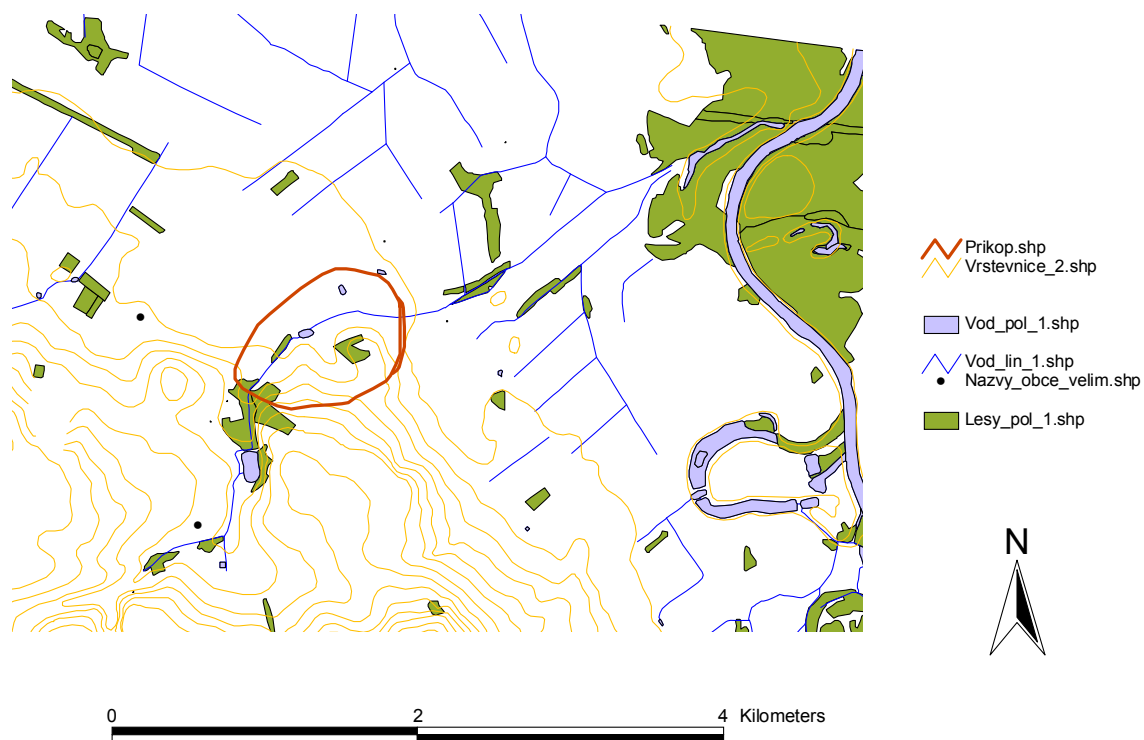 Prikop.shp
Vrstevnice_2.shp
Vod_pol_1.shp
Vod_lin_1.shp
Nazvy_obce_velim.shp
Lesy_pol_1.shp
N
0 2 4 Kilometers